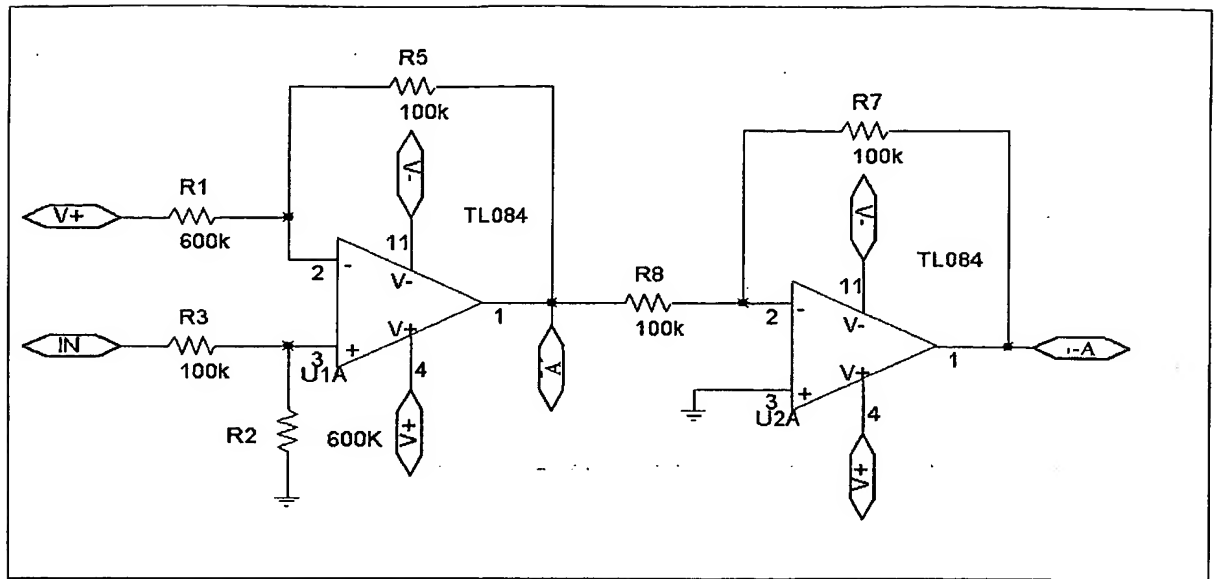 R5
100k
V-
TL084
R1
V+
600k
11
2
-
V-
V+
1
R3
IN
100k
3
+
U1A
4
R2
600K
V+
A
R8
100k
R7
100k
V-
TL084
11
2
-
V-
V+
1
-A
3
+
U2A
4
V+